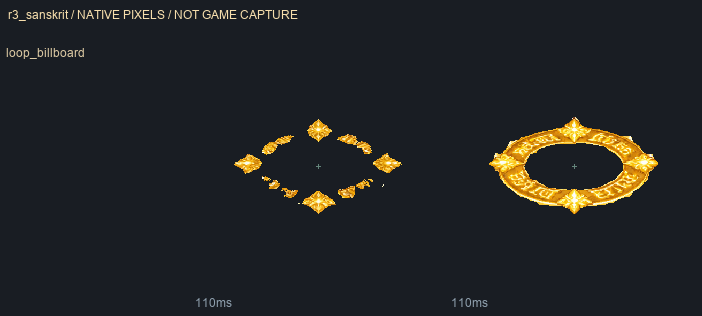 r3_sanskrit / NATIVE PIXELS / NOT GAME CAPTURE
loop_billboard
110ms
110ms